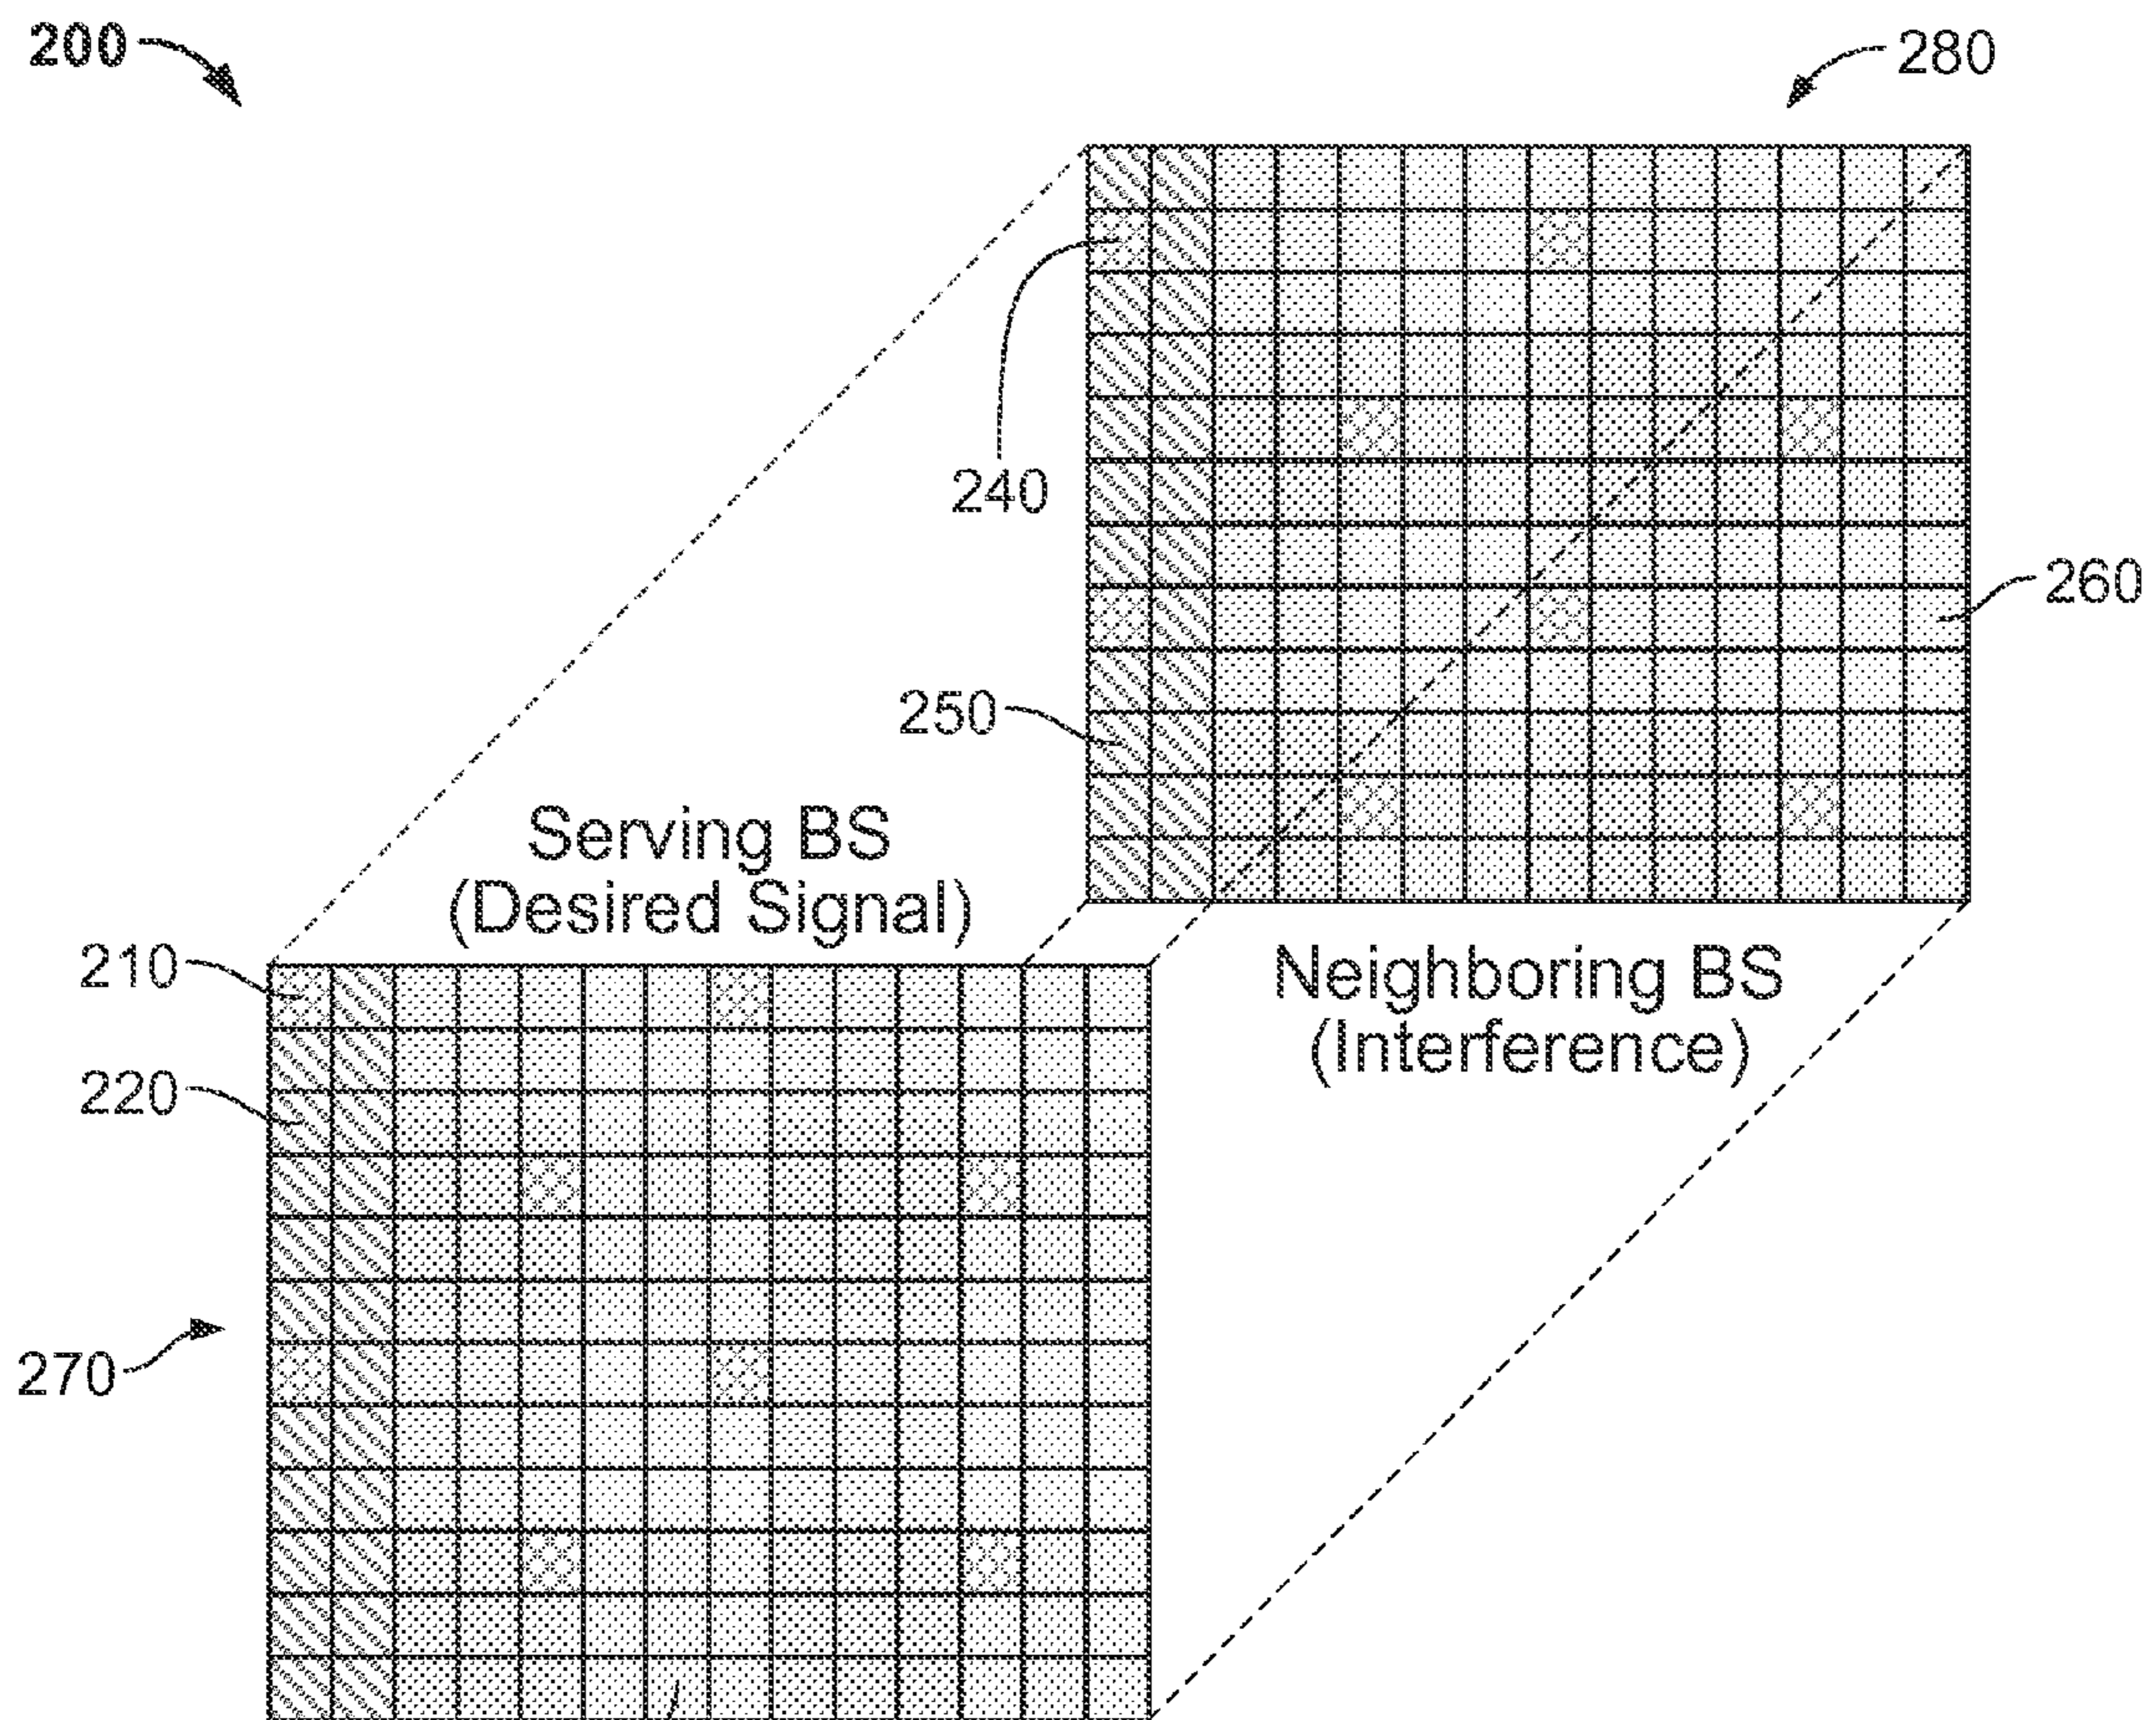 200
280
240
260
250
Serving BS
(Desired Signal)
210
Neighboring BS
(Interference)
220
270